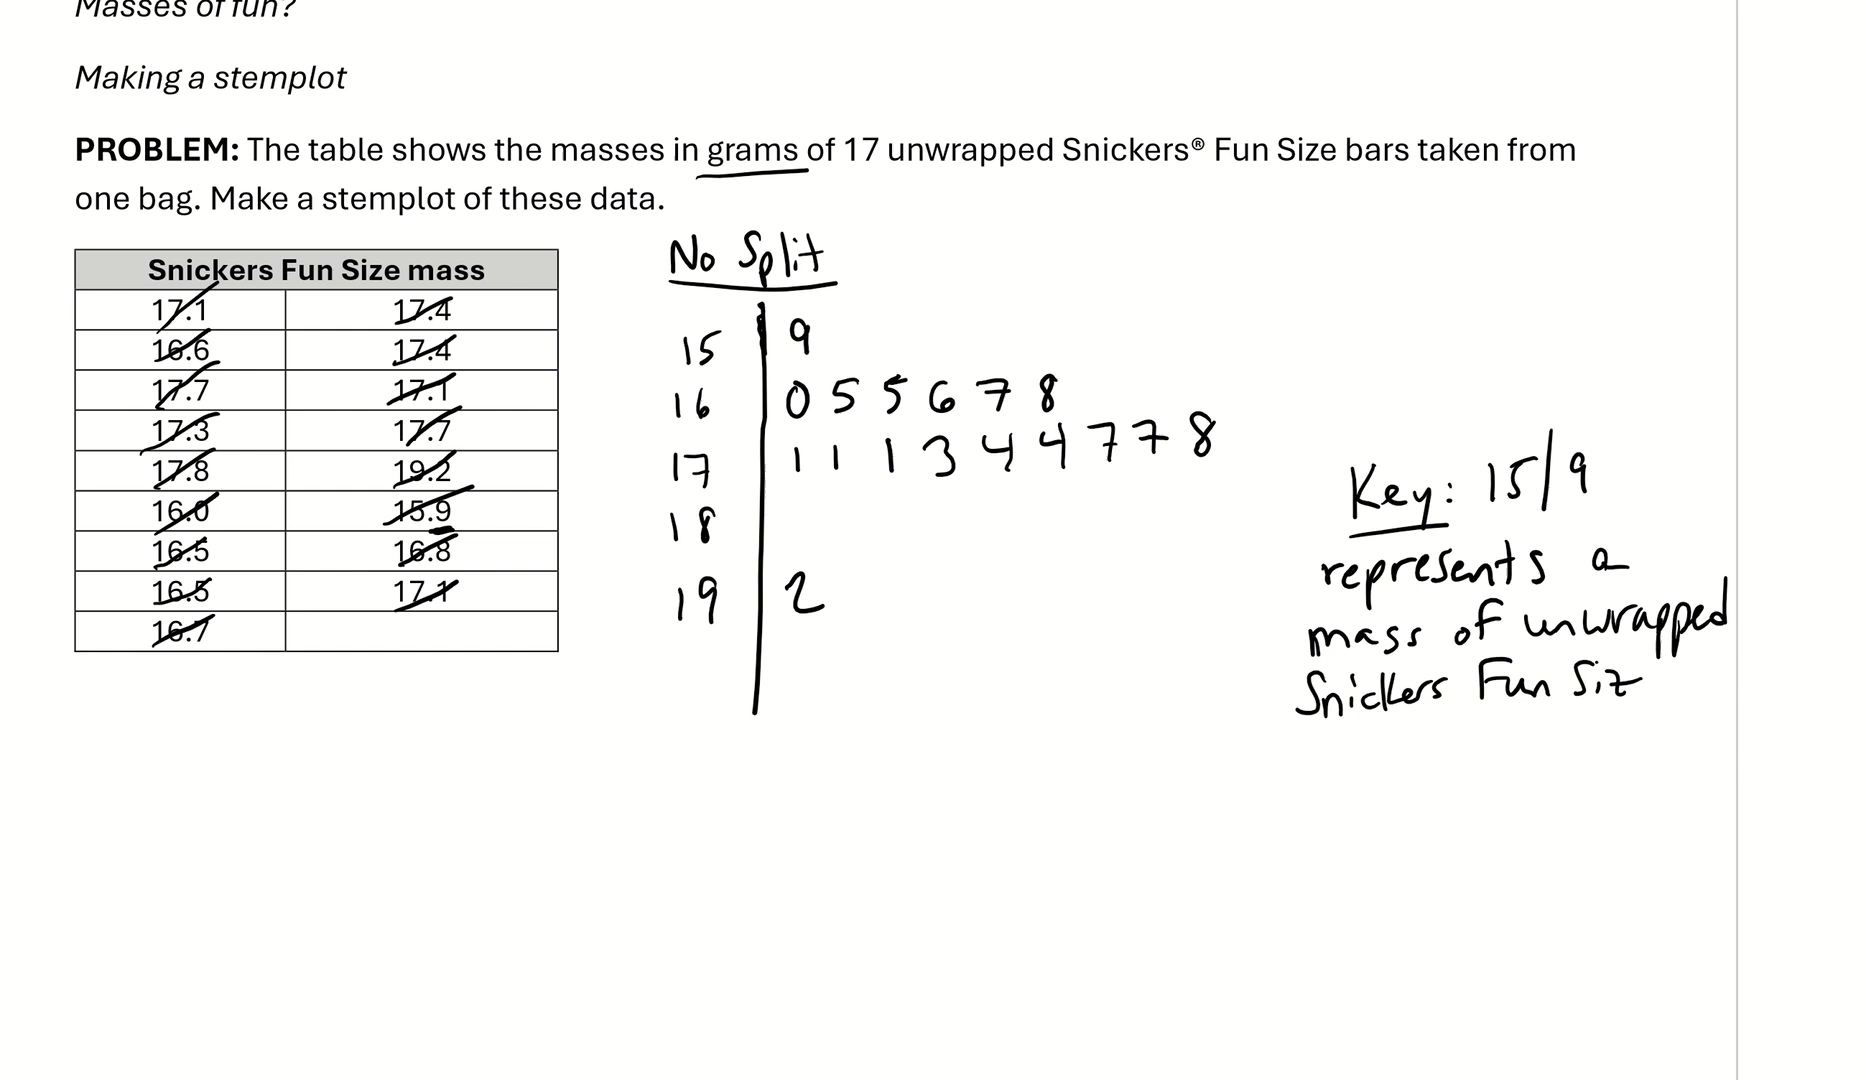 Masses of fun?
Making a stemplot
PROBLEM: The table shows the masses in grams of 17 unwrapped Snickers® Fun Size bars taken from
one bag. Make a stemplot of these data.
Snickers Fun Size mass
17.1 17.4
16.6 17.4
17.7 17.1
17.3 17.7
17.8 19.2
16.0 15.9
16.5 16.8
16.5 17.1
16.7
No Split
15 | 9
16 | 0 5 5 6 7 8
17 | 1 1 1 3 4 4 7 7 8
18 |
19 | 2
Key: 15/9
represents a
mass of unwrapped
Snickers Fun Siz